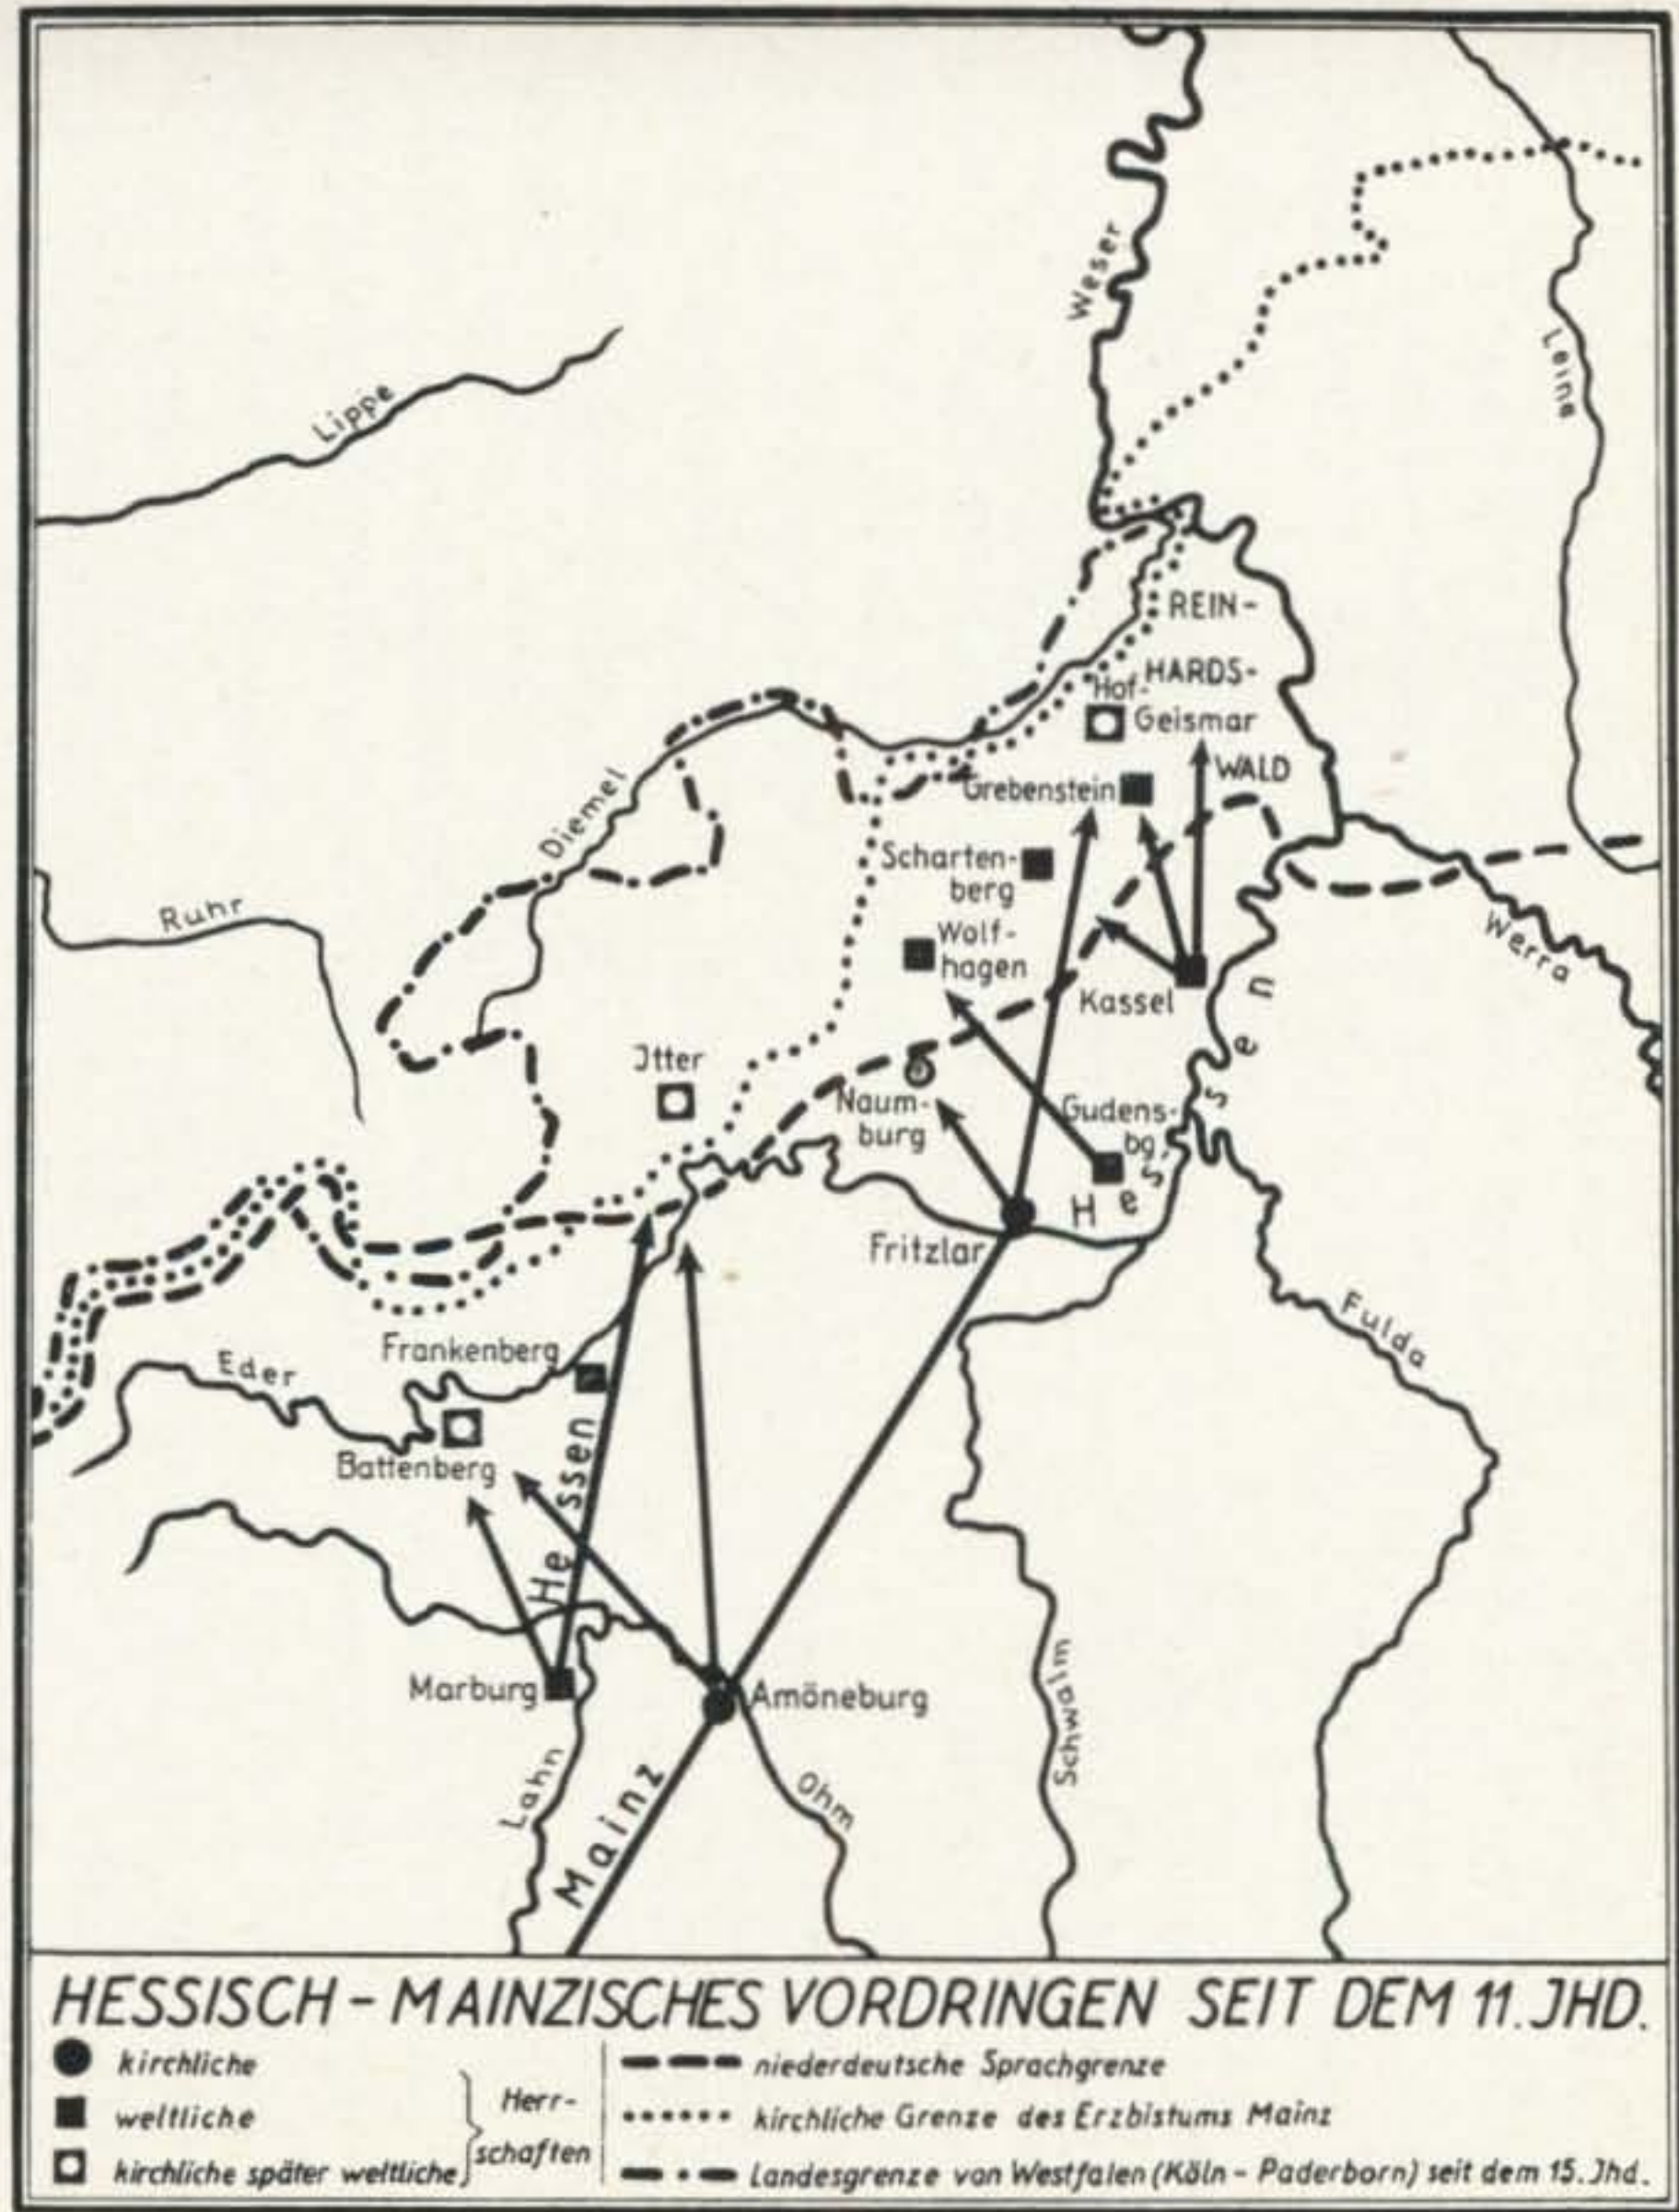 Weser
Leine
Lippe
REIN-
HARDS-
Hof-
Geismar
WALD
Grebenstein
Diemel
Scharten-
berg
Ruhr
Wolf-
hagen
Werra
Kassel
Jtter
Naum-
burg
Gudens-
bg.
Hessen
Fritzlar
Fulda
Frankenberg
Eder
Battenberg
Hessen
Marburg
Amöneburg
Schwalm
Lahn
Mainz
Ohm
HESSISCH - MAINZISCHES VORDRINGEN SEIT DEM 11. JHD.
kirchliche
weltliche
kirchliche später weltliche
Herr-
schaften
niederdeutsche Sprachgrenze
kirchliche Grenze des Erzbistums Mainz
Landesgrenze von Westfalen (Köln - Paderborn) seit dem 15. Jhd.